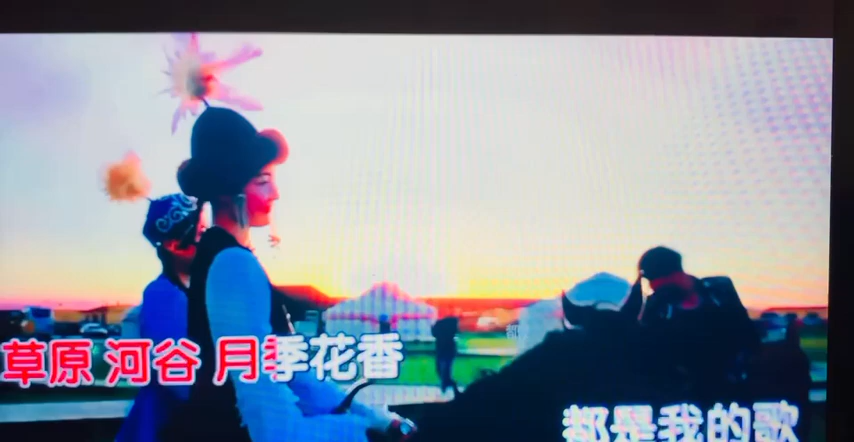 草原 河谷 月季花香
都是我的歌